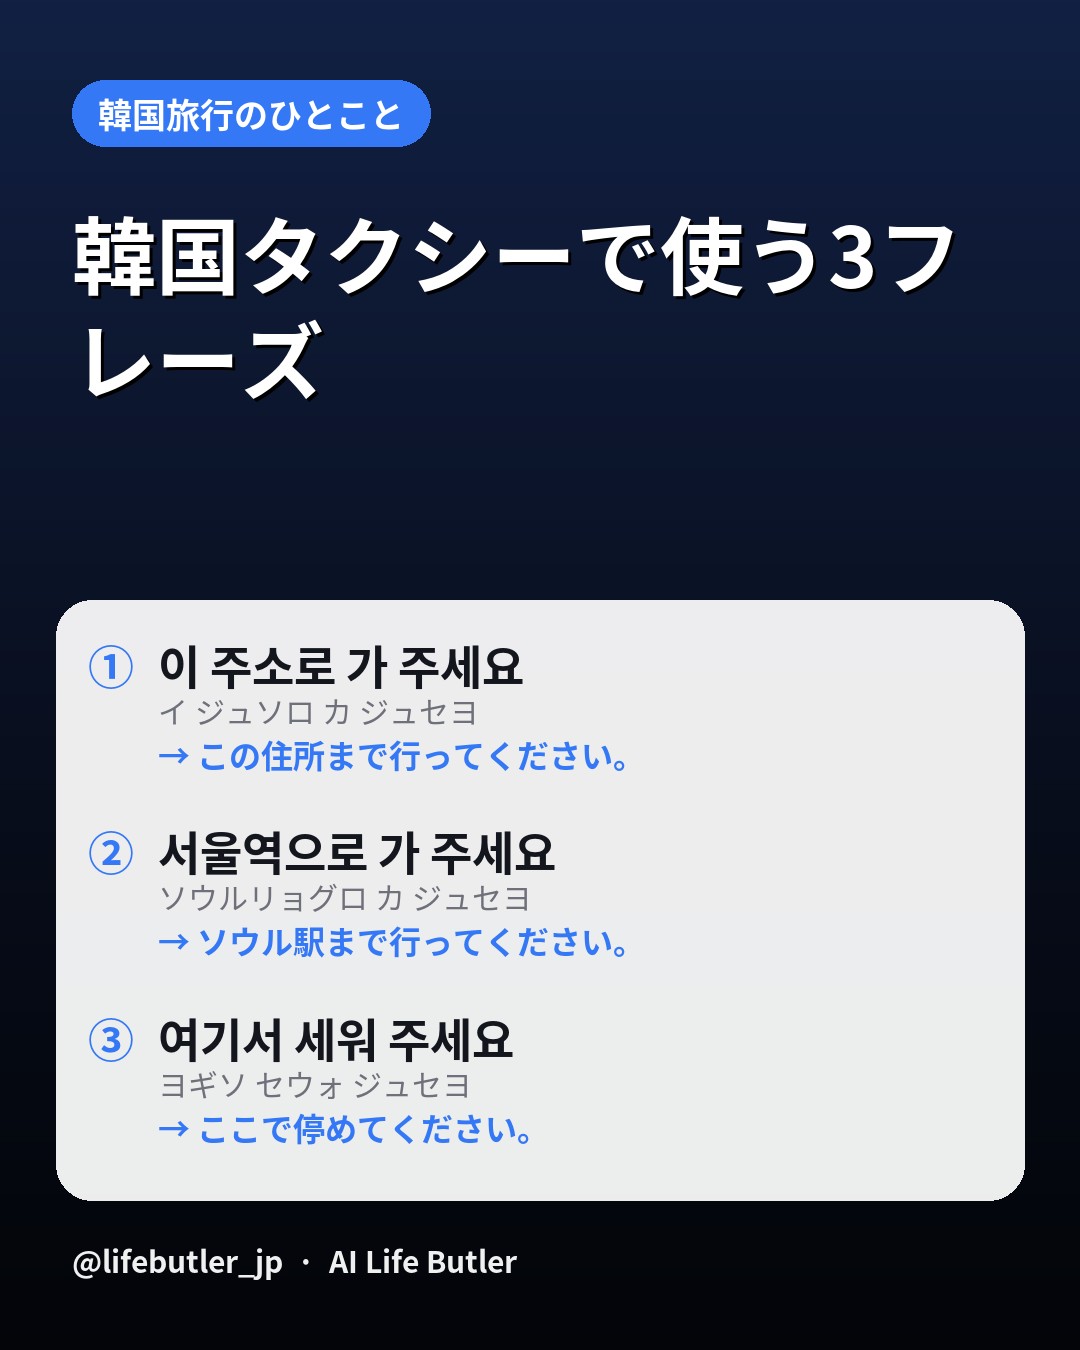 韓国旅行のひとこと
韓国タクシーで使う3フ
レーズ
① 이 주소로 가 주세요
イ ジュソロ カ ジュセヨ
→ この住所まで行ってください。
② 서울역으로 가 주세요
ソウルリョグロ カ ジュセヨ
→ ソウル駅まで行ってください。
③ 여기서 세워 주세요
ヨギソ セウォ ジュセヨ
→ ここで停めてください。
@lifebutler_jp · AI Life Butler